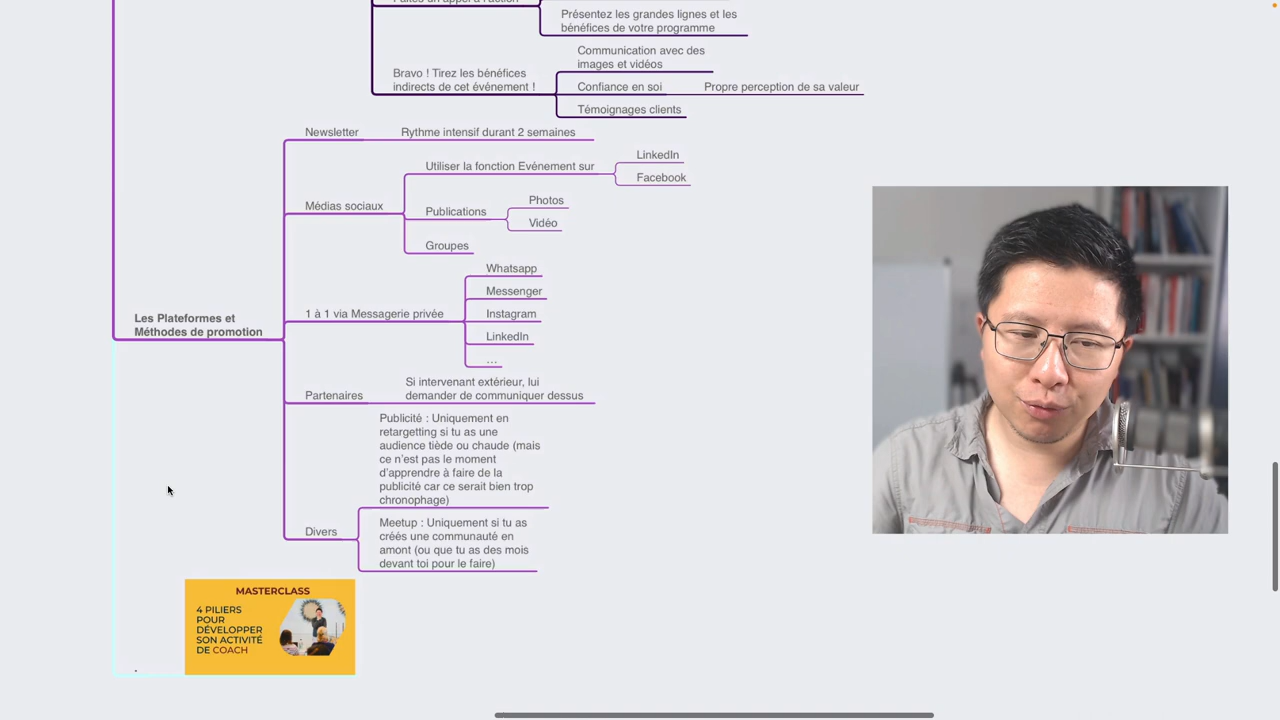 Faites un appel à l'action
Présentez les grandes lignes et les
bénéfices de votre programme
Bravo ! Tirez les bénéfices
indirects de cet événement !
Communication avec des
images et vidéos
Confiance en soi
Propre perception de sa valeur
Témoignages clients
Les Plateformes et
Méthodes de promotion
Newsletter
Rythme intensif durant 2 semaines
Médias sociaux
Utiliser la fonction Evénement sur
LinkedIn
Facebook
Publications
Photos
Vidéo
Groupes
1 à 1 via Messagerie privée
Whatsapp
Messenger
Instagram
LinkedIn
...
Partenaires
Si intervenant extérieur, lui
demander de communiquer dessus
Divers
Publicité : Uniquement en
retargetting si tu as une
audience tiède ou chaude (mais
ce n'est pas le moment
d'apprendre à faire de la
publicité car ce serait bien trop
chronophage)
Meetup : Uniquement si tu as
créés une communauté en
amont (ou que tu as des mois
devant toi pour le faire)
MASTERCLASS
4 PILIERS
POUR
DÉVELOPPER
SON ACTIVITÉ
DE COACH
.